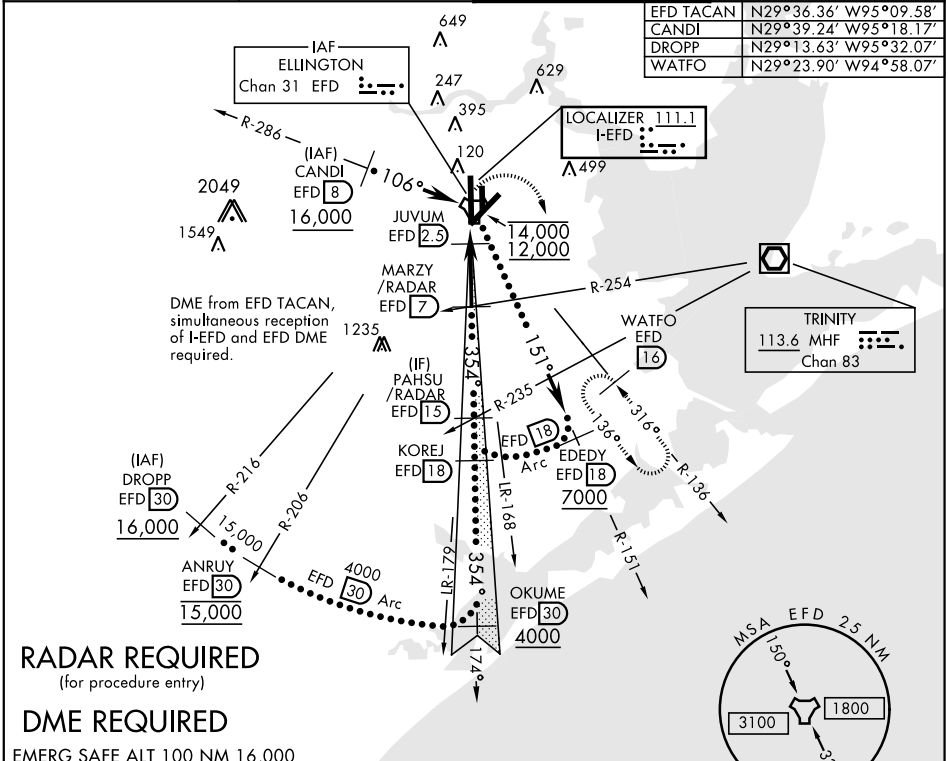 EFD TACAN N29°36.36' W95°09.58'
CANDI N29°39.24' W95°18.17'
DROPP N29°13.63' W95°32.07'
WATFO N29°23.90' W94°58.07'
649
IAF
ELLINGTON
Chan 31 EFD
247
629
395
LOCALIZER 111.1
I-EFD
R-286
120
499
(IAF)
CANDI
EFD 8
16,000
106°
2049
1549
JUVUM
EFD 2.5
14,000
12,000
MARZY
/RADAR
EFD 7
R-254
DME from EFD TACAN,
simultaneous reception
of I-EFD and EFD DME
required.
1235
WATFO
EFD
16
TRINITY
113.6 MHF
Chan 83
354°
151°
(IF)
PAHSU
/RADAR
EFD 15
R-235
316°
136°
EFD 18
Arc
KOREJ
EFD 18
EDEDY
EFD 18
7000
R-136
LR-168
(IAF)
DROPP
EFD 30
16,000
R-216
R-206
R-151
15,000
ANRUY
EFD 30
15,000
4000
EFD 30 Arc
LR-179
354°
OKUME
EFD 30
4000
174°
RADAR REQUIRED
(for procedure entry)
DME REQUIRED
EMERG SAFE ALT 100 NM 16,000
MSA EFD 25 NM
150°
3100
1800